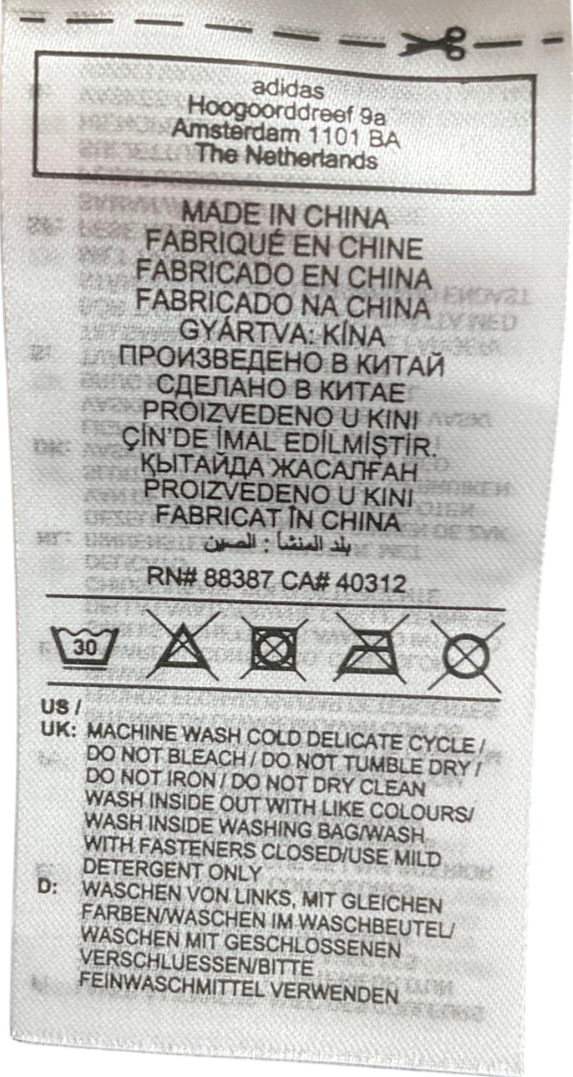 adidas
Hoogoorddreef 9a
Amsterdam 1101 BA
The Netherlands
MADE IN CHINA
FABRIQUÉ EN CHINE
FABRICADO EN CHINA
FABRICADO NA CHINA
GYÁRTVA: KÍNA
ПРОИЗВЕДЕНО В КИТАЙ
СДЕЛАНО В КИТАЕ
PROIZVEDENO U KINI
ÇİN'DE İMAL EDİLMİŞTİR.
ҚЫТАЙДА ЖАСАЛҒАН
PROIZVEDENO U KINI
FABRICAT ÎN CHINA
بلد المنشأ : الصين
RN# 88387 CA# 40312
30
US /
UK: MACHINE WASH COLD DELICATE CYCLE /
DO NOT BLEACH / DO NOT TUMBLE DRY /
DO NOT IRON / DO NOT DRY CLEAN
WASH INSIDE OUT WITH LIKE COLOURS/
WASH INSIDE WASHING BAG/WASH
WITH FASTENERS CLOSED/USE MILD
DETERGENT ONLY
D: WASCHEN VON LINKS, MIT GLEICHEN
FARBEN/WASCHEN IM WASCHBEUTEL/
WASCHEN MIT GESCHLOSSENEN
VERSCHLUESSEN/BITTE
FEINWASCHMITTEL VERWENDEN